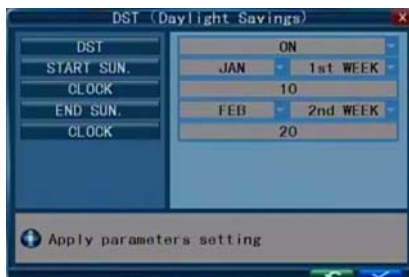 DST (Daylight Savings)
DST ON
START SUN. JAN 1st WEEK
CLOCK 10
END SUN. FEB 2nd WEEK
CLOCK 20
Apply parameters setting